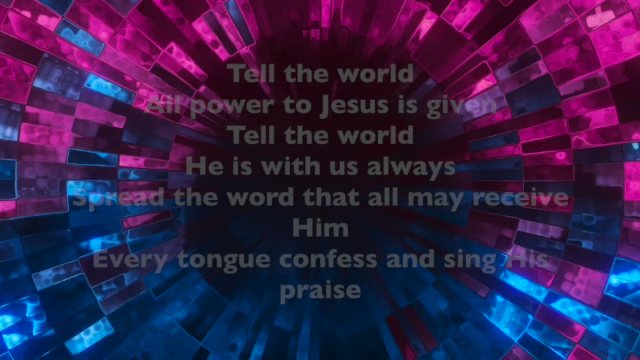 Tell the world
All power to Jesus is given
Tell the world
He is with us always
Spread the word that all may receive
Him
Every tongue confess and sing His
praise